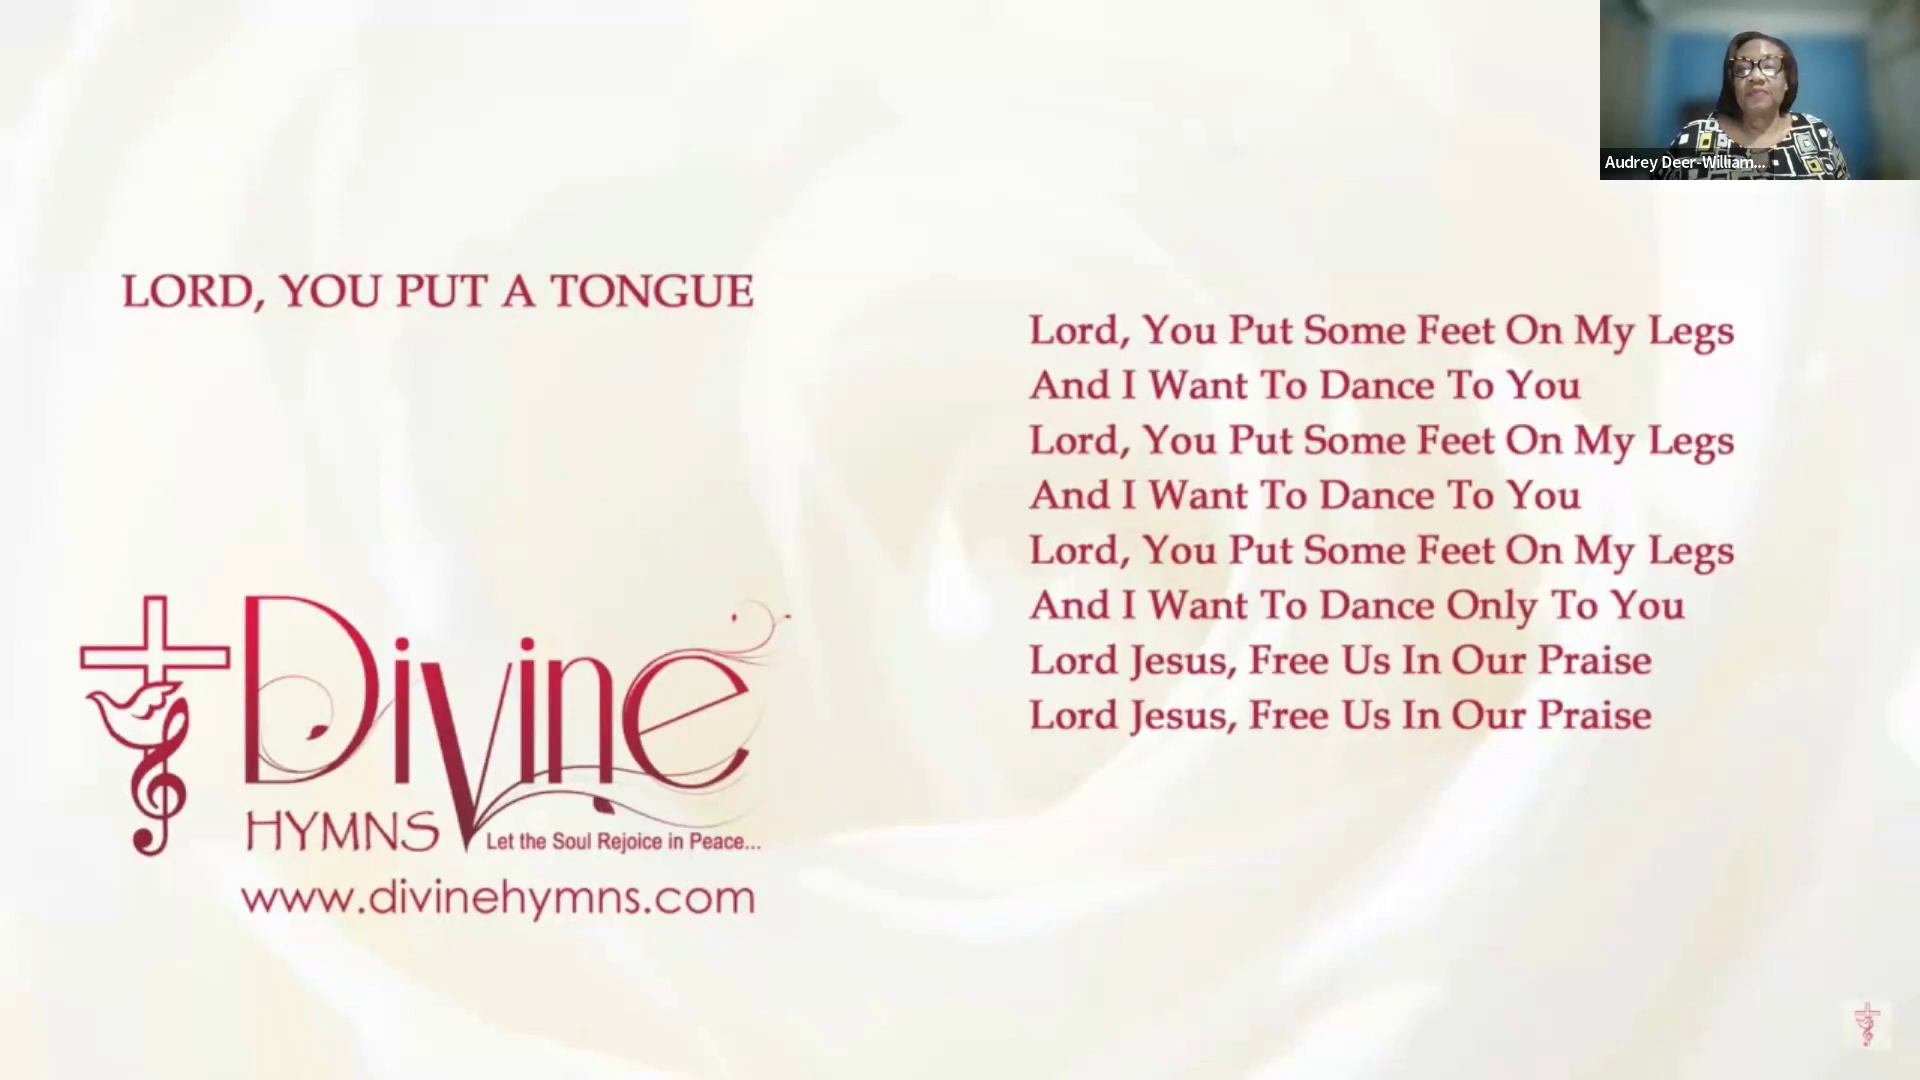 Audrey Deer-William...
LORD, YOU PUT A TONGUE
Lord, You Put Some Feet On My Legs
And I Want To Dance To You
Lord, You Put Some Feet On My Legs
And I Want To Dance To You
Lord, You Put Some Feet On My Legs
And I Want To Dance Only To You
Lord Jesus, Free Us In Our Praise
Lord Jesus, Free Us In Our Praise
Divine
HYMNS
Let the Soul Rejoice in Peace...
www.divinehymns.com